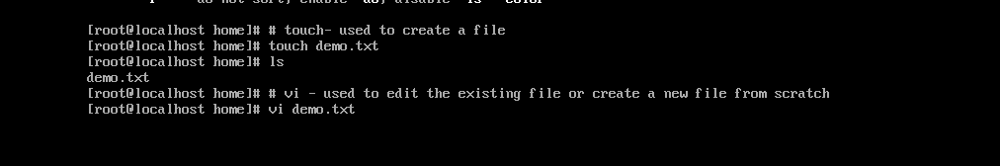 [root@localhost home]# # touch- used to create a file
[root@localhost home]# touch demo.txt
[root@localhost home]# ls
demo.txt
[root@localhost home]# # vi - used to edit the existing file or create a new file from scratch
[root@localhost home]# vi demo.txt